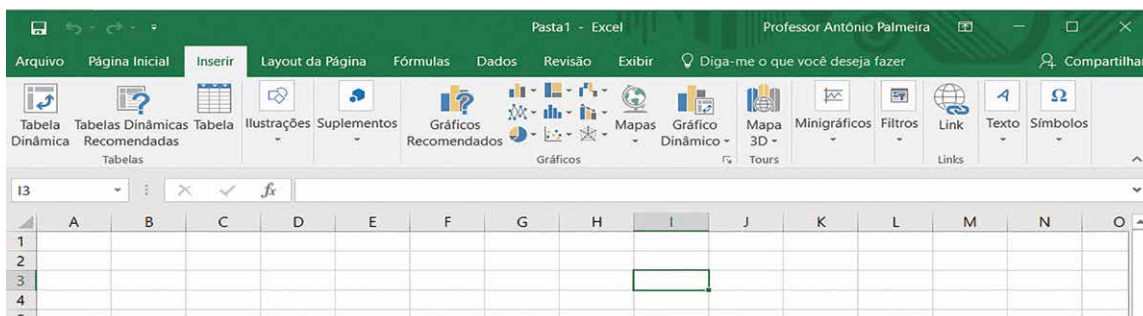 Pasta1 - Excel Professor Antônio Palmeira
Arquivo Página Inicial Inserir Layout da Página Fórmulas Dados Revisão Exibir Diga-me o que você deseja fazer Compartilhar
Tabela Dinâmica Tabelas Dinâmicas Recomendadas Tabela Ilustrações Suplementos Gráficos Recomendados Mapas Gráfico Dinâmico Mapa 3D Minigráficos Filtros Link Texto Símbolos
Tabelas Gráficos Tours Links
I3 fx
A B C D E F G H I J K L M N O
1
2
3
4